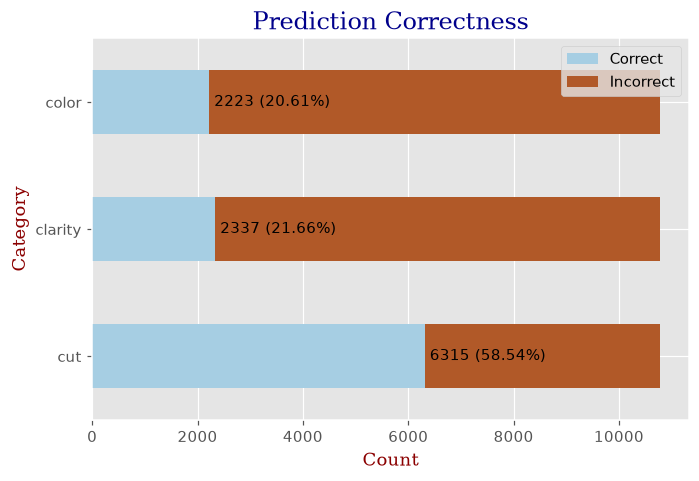 Prediction Correctness
Correct
Incorrect
color
2223 (20.61%)
clarity
2337 (21.66%)
cut
6315 (58.54%)
Category
0 2000 4000 6000 8000 10000
Count